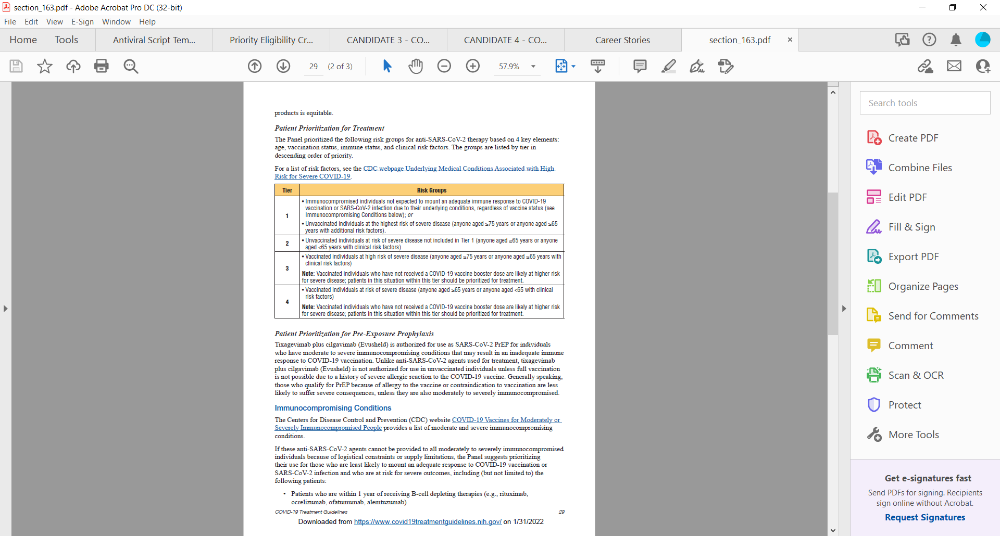 section_163.pdf - Adobe Acrobat Pro DC (32-bit)
File Edit View E-Sign Window Help
Home Tools Antiviral Script Tem... Priority Eligibility Cr... CANDIDATE 3 - CO... CANDIDATE 4 - CO... Career Stories section_163.pdf ×
29 (2 of 3) 57.9%
products is equitable.
Patient Prioritization for Treatment
The Panel prioritized the following risk groups for anti-SARS-CoV-2 therapy based on 4 key elements:
age, vaccination status, immune status, and clinical risk factors. The groups are listed by tier in
descending order of priority.
For a list of risk factors, see the CDC webpage Underlying Medical Conditions Associated with High
Risk for Severe COVID-19.
Tier Risk Groups
1
• Immunocompromised individuals not expected to mount an adequate immune response to COVID-19
vaccination or SARS-CoV-2 infection due to their underlying conditions, regardless of vaccine status (see
Immunocompromising Conditions below); or
• Unvaccinated individuals at the highest risk of severe disease (anyone aged ≥75 years or anyone aged ≥65
years with additional risk factors).
2
• Unvaccinated individuals at risk of severe disease not included in Tier 1 (anyone aged ≥65 years or anyone
aged <65 years with clinical risk factors)
3
• Vaccinated individuals at high risk of severe disease (anyone aged ≥75 years or anyone aged ≥65 years with
clinical risk factors)
Note: Vaccinated individuals who have not received a COVID-19 vaccine booster dose are likely at higher risk
for severe disease; patients in this situation within this tier should be prioritized for treatment.
4
• Vaccinated individuals at risk of severe disease (anyone aged ≥65 years or anyone aged <65 with clinical
risk factors)
Note: Vaccinated individuals who have not received a COVID-19 vaccine booster dose are likely at higher risk
for severe disease; patients in this situation within this tier should be prioritized for treatment.
Patient Prioritization for Pre-Exposure Prophylaxis
Tixagevimab plus cilgavimab (Evusheld) is authorized for use as SARS-CoV-2 PrEP for individuals
who have moderate to severe immunocompromising conditions that may result in an inadequate immune
response to COVID-19 vaccination. Unlike anti-SARS-CoV-2 agents used for treatment, tixagevimab
plus cilgavimab (Evusheld) is not authorized for use in unvaccinated individuals unless full vaccination
is not possible due to a history of severe allergic reaction to the COVID-19 vaccine. Generally speaking,
those who qualify for PrEP because of allergy to the vaccine or contraindication to vaccination are less
likely to suffer severe consequences, unless they are also moderately to severely immunocompromised.
Immunocompromising Conditions
The Centers for Disease Control and Prevention (CDC) website COVID-19 Vaccines for Moderately or
Severely Immunocompromised People provides a list of moderate and severe immunocompromising
conditions.
If these anti-SARS-CoV-2 agents cannot be provided to all moderately to severely immunocompromised
individuals because of logistical constraints or supply limitations, the Panel suggests prioritizing
their use for those who are least likely to mount an adequate response to COVID-19 vaccination or
SARS-CoV-2 infection and who are at risk for severe outcomes, including (but not limited to) the
following patients:
• Patients who are within 1 year of receiving B-cell depleting therapies (e.g., rituximab,
ocrelizumab, ofatumumab, alemtuzumab)
COVID-19 Treatment Guidelines 29
Downloaded from https://www.covid19treatmentguidelines.nih.gov/ on 1/31/2022
Search tools
Create PDF
Combine Files
Edit PDF
Fill & Sign
Export PDF
Organize Pages
Send for Comments
Comment
Scan & OCR
Protect
More Tools
Get e-signatures fast
Send PDFs for signing. Recipients
sign online without Acrobat.
Request Signatures